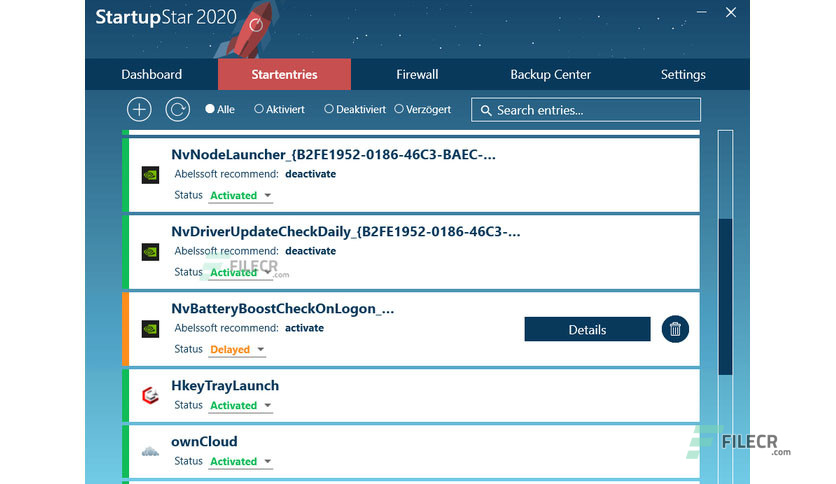 StartupStar 2020
Dashboard Startentries Firewall Backup Center Settings
Alle Aktiviert Deaktiviert Verzögert Search entries...
NvNodeLauncher_{B2FE1952-0186-46C3-BAEC-...
Abelssoft recommend: deactivate
Status Activated
NvDriverUpdateCheckDaily_{B2FE1952-0186-46C3-...
Abelssoft recommend: deactivate
Status Activated
FILECR
.com
NvBatteryBoostCheckOnLogon_...
Abelssoft recommend: activate
Status Delayed
Details
HkeyTrayLaunch
Status Activated
ownCloud
Status Activated
FILECR
.com